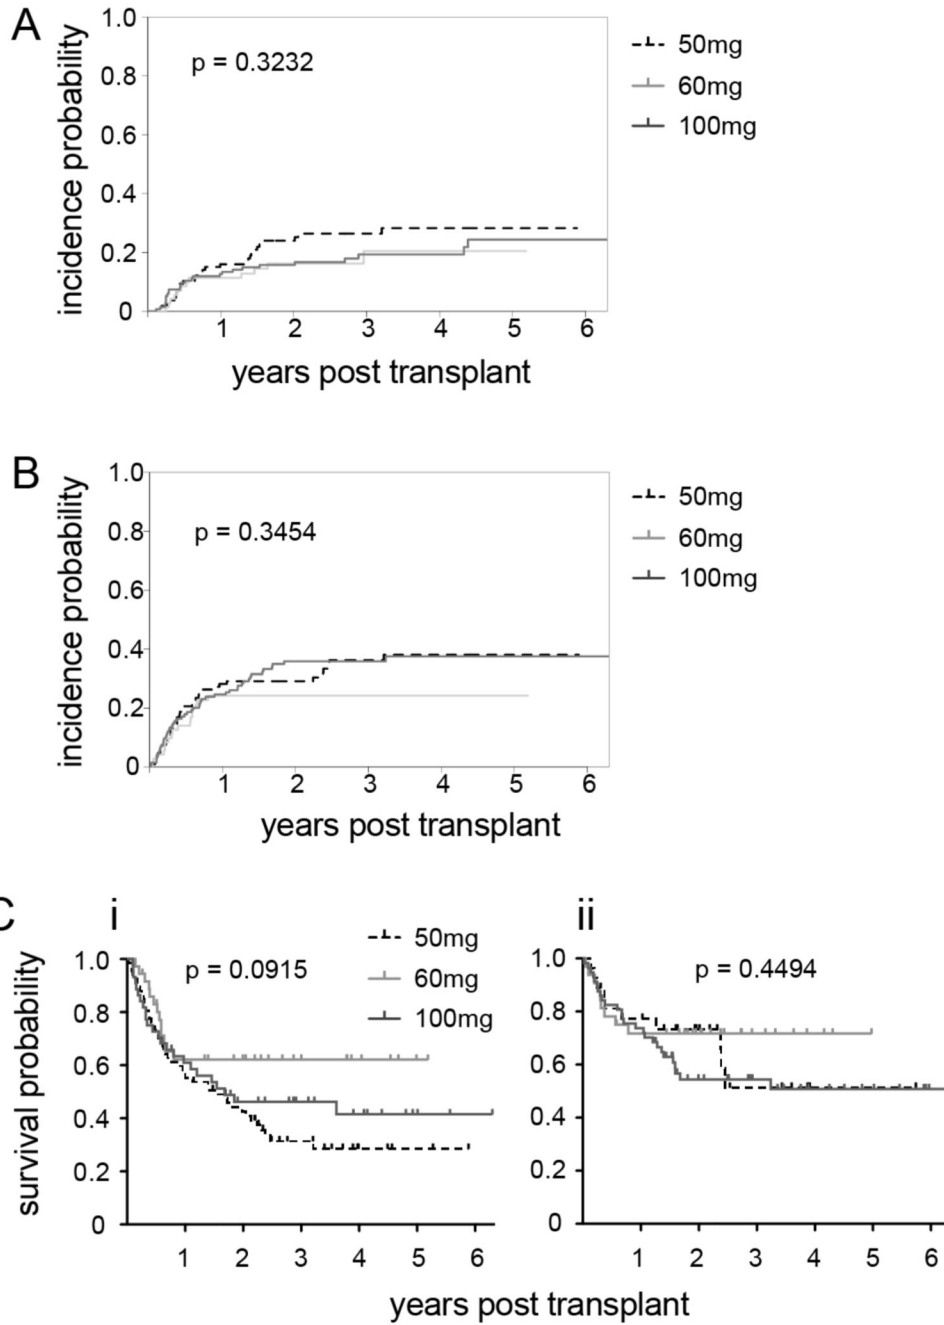 A
incidence probability
1.0
0.8
0.6
0.4
0.2
0
p = 0.3232
50mg
60mg
100mg
1 2 3 4 5 6
years post transplant
B
incidence probability
1.0
0.8
0.6
0.4
0.2
0
p = 0.3454
50mg
60mg
100mg
1 2 3 4 5 6
years post transplant
C
i
survival probability
1.0
0.8
0.6
0.4
0.2
0
p = 0.0915
50mg
60mg
100mg
1 2 3 4 5 6
ii
1.0
0.8
0.6
0.4
0.2
0
p = 0.4494
1 2 3 4 5 6
years post transplant